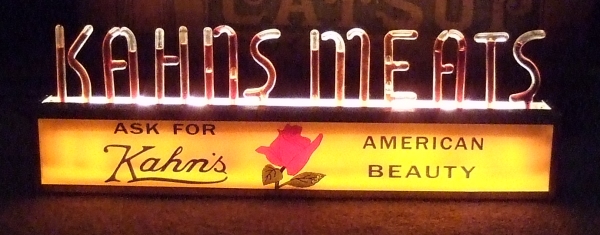 KAHNS MEATS
ASK FOR
Kahn's
AMERICAN
BEAUTY